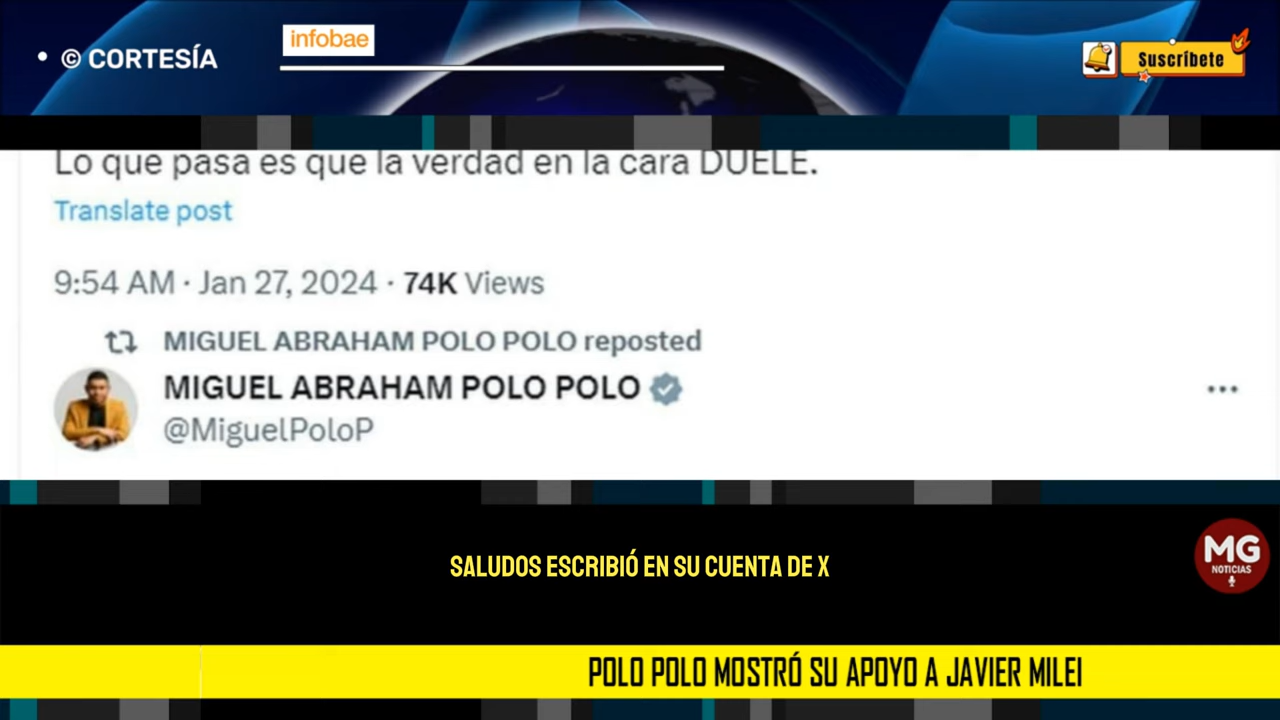 • © CORTESÍA
infobae
Suscríbete
Lo que pasa es que la verdad en la cara DUELE.
Translate post
9:54 AM · Jan 27, 2024 · 74K Views
MIGUEL ABRAHAM POLO POLO reposted
MIGUEL ABRAHAM POLO POLO
@MiguelPoloP
SALUDOS ESCRIBIÓ EN SU CUENTA DE X
MG
NOTICIAS
POLO POLO MOSTRÓ SU APOYO A JAVIER MILEI